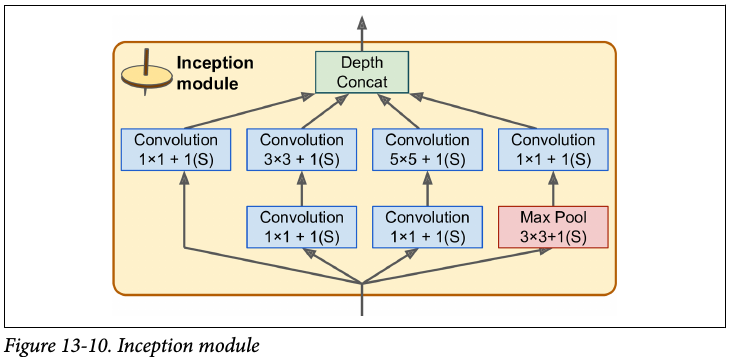 Inception
module
Depth
Concat
Convolution
1×1 + 1(S)
Convolution
3×3 + 1(S)
Convolution
5×5 + 1(S)
Convolution
1×1 + 1(S)
Convolution
1×1 + 1(S)
Convolution
1×1 + 1(S)
Max Pool
3×3+1(S)
Figure 13-10. Inception module